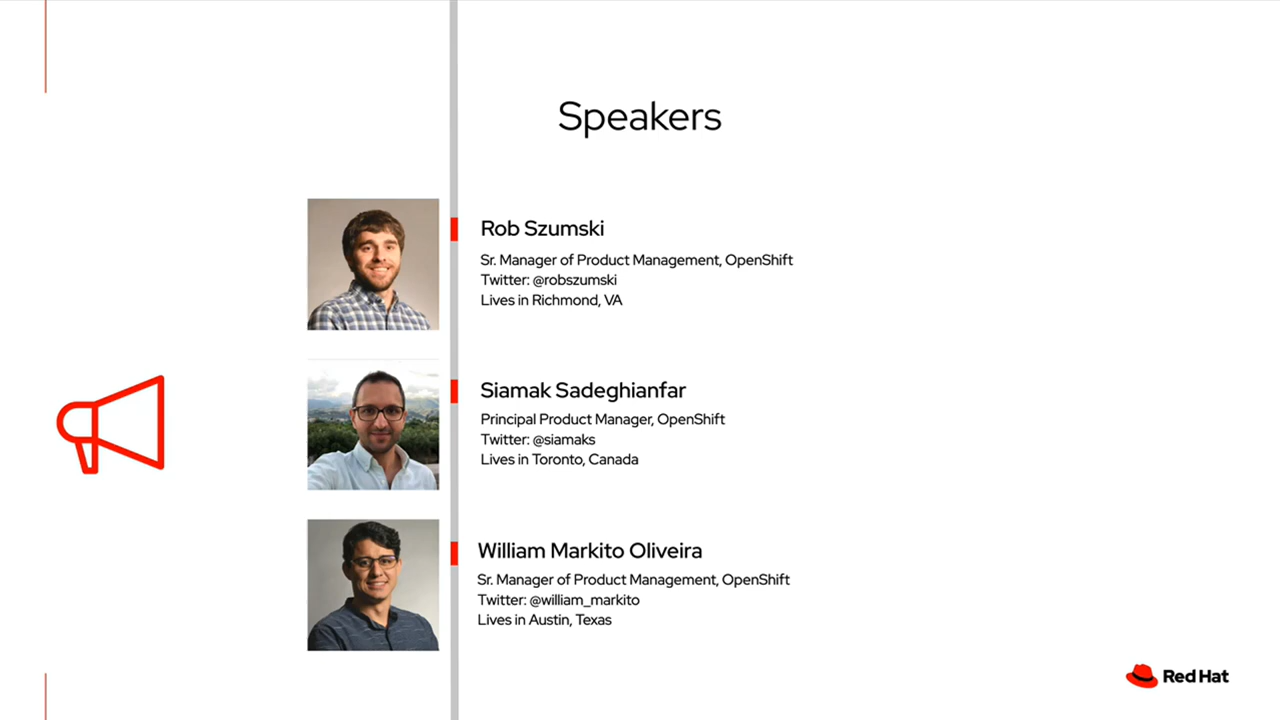 Speakers
Rob Szumski
Sr. Manager of Product Management, OpenShift
Twitter: @robszumski
Lives in Richmond, VA
Siamak Sadeghianfar
Principal Product Manager, OpenShift
Twitter: @siamaks
Lives in Toronto, Canada
William Markito Oliveira
Sr. Manager of Product Management, OpenShift
Twitter: @william_markito
Lives in Austin, Texas
Red Hat